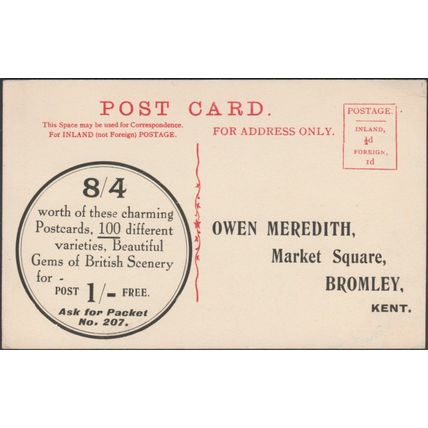 POST CARD.
This Space may be used for Correspondence.
For INLAND (not Foreign) POSTAGE.
FOR ADDRESS ONLY.
POSTAGE.
INLAND,
½d
FOREIGN,
1d
8/4
worth of these charming
Postcards, 100 different
varieties, Beautiful
Gems of British Scenery
for -
POST 1/- FREE.
Ask for Packet
No. 207.
OWEN MEREDITH,
Market Square,
BROMLEY,
KENT.